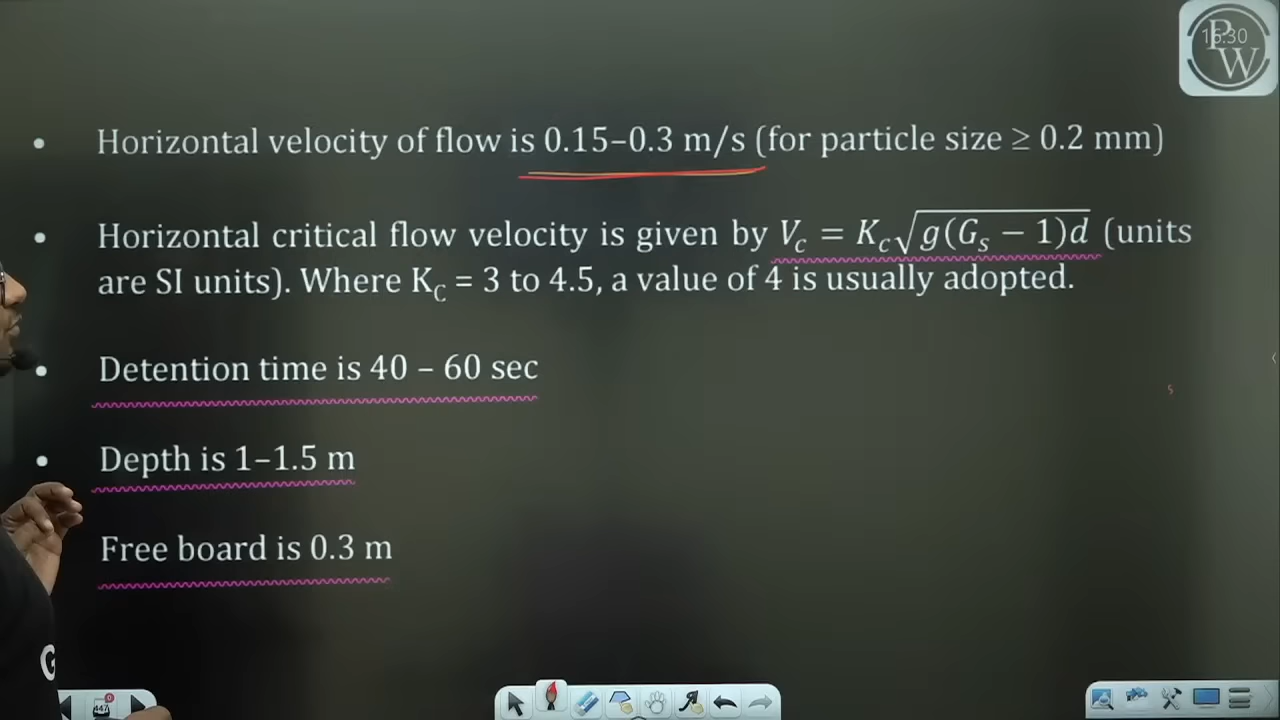 16:30
PW
• Horizontal velocity of flow is 0.15–0.3 m/s (for particle size ≥ 0.2 mm)
• Horizontal critical flow velocity is given by V_c = K_c√(g(G_s − 1)d) (units
are SI units). Where K_C = 3 to 4.5, a value of 4 is usually adopted.
• Detention time is 40 – 60 sec
• Depth is 1–1.5 m
Free board is 0.3 m
G